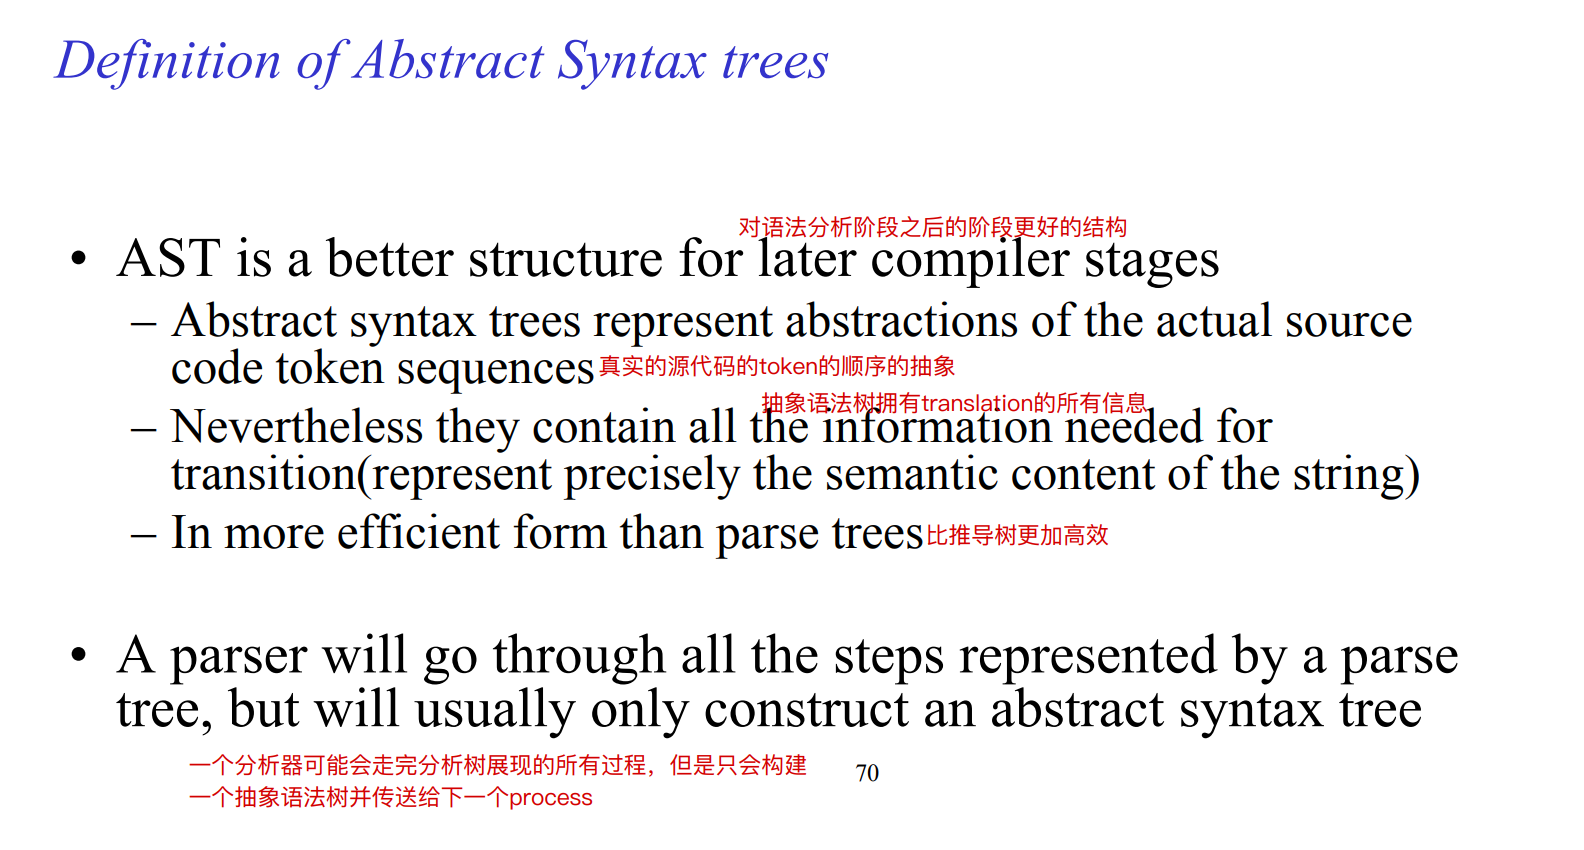 Definition of Abstract Syntax trees
对语法分析阶段之后的阶段更好的结构
• AST is a better structure for later compiler stages
– Abstract syntax trees represent abstractions of the actual source
code token sequences 真实的源代码的token的顺序的抽象
抽象语法树拥有translation的所有信息
– Nevertheless they contain all the information needed for
transition(represent precisely the semantic content of the string)
– In more efficient form than parse trees 比推导树更加高效
• A parser will go through all the steps represented by a parse
tree, but will usually only construct an abstract syntax tree
一个分析器可能会走完分析树展现的所有过程，但是只会构建
一个抽象语法树并传送给下一个process
70